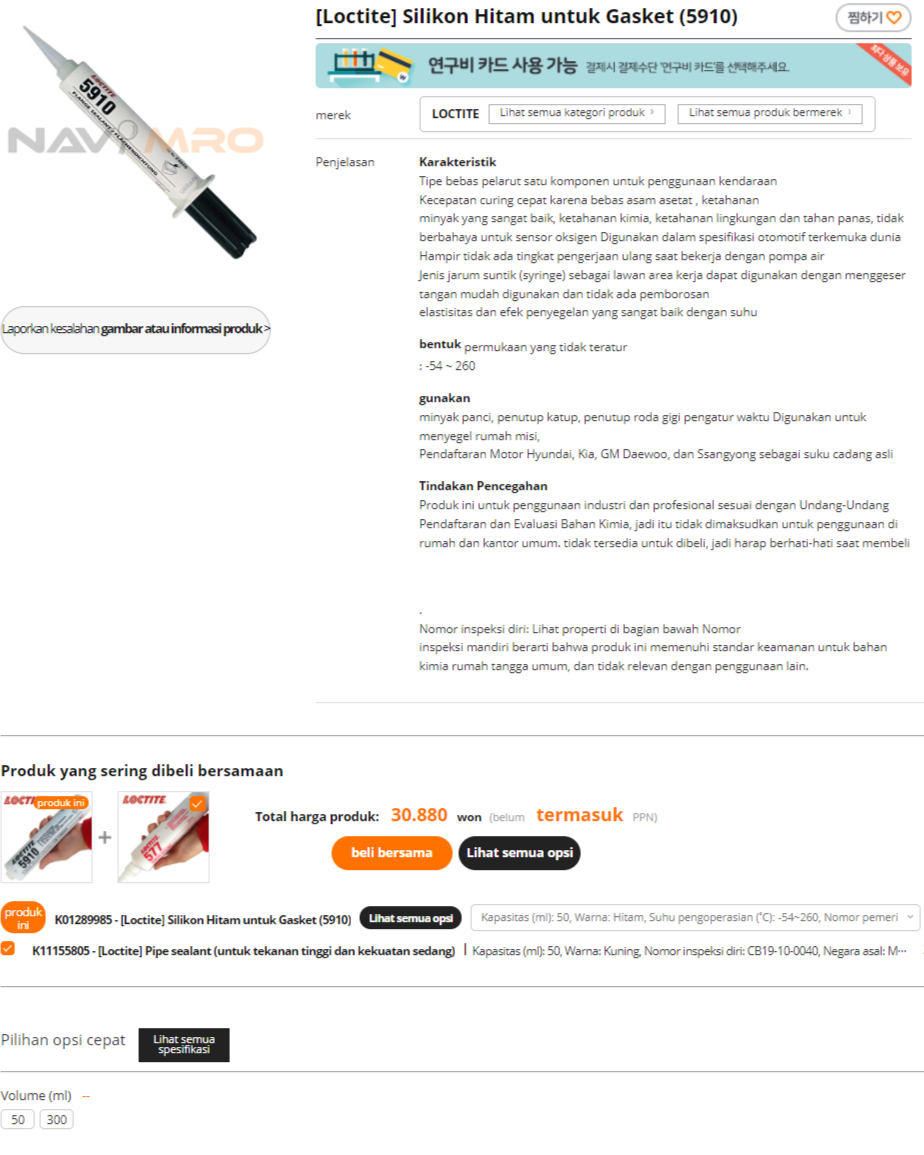 [Loctite] Silikon Hitam untuk Gasket (5910)
찜하기
연구비 카드 사용 가능 결제시 결제수단 '연구비 카드'를 선택해주세요.
merek
LOCTITE
Lihat semua kategori produk >
Lihat semua produk bermerek
LOCTITE
5910
FLANGE SEALANT / FLÄCHENDICHTUNG
NAVIMRO
Penjelasan
Karakteristik
Tipe bebas pelarut satu komponen untuk penggunaan kendaraan
Kecepatan curing cepat karena bebas asam asetat , ketahanan
minyak yang sangat baik, ketahanan kimia, ketahanan lingkungan dan tahan panas, tidak
berbahaya untuk sensor oksigen Digunakan dalam spesifikasi otomotif terkemuka dunia
Hampir tidak ada tingkat pengerjaan ulang saat bekerja dengan pompa air
Jenis jarum suntik (syringe) sebagai lawan area kerja dapat digunakan dengan menggeser
tangan mudah digunakan dan tidak ada pemborosan
elastisitas dan efek penyegelan yang sangat baik dengan suhu
Laporkan kesalahan gambar atau informasi produk >
bentuk permukaan yang tidak teratur
: -54 ~ 260
gunakan
minyak panci, penutup katup, penutup roda gigi pengatur waktu Digunakan untuk
menyegel rumah misi,
Pendaftaran Motor Hyundai, Kia, GM Daewoo, dan Ssangyong sebagai suku cadang asli
Tindakan Pencegahan
Produk ini untuk penggunaan industri dan profesional sesuai dengan Undang-Undang
Pendaftaran dan Evaluasi Bahan Kimia, jadi itu tidak dimaksudkan untuk penggunaan di
rumah dan kantor umum. tidak tersedia untuk dibeli, jadi harap berhati-hati saat membeli
.
Nomor inspeksi diri: Lihat properti di bagian bawah Nomor
inspeksi mandiri berarti bahwa produk ini memenuhi standar keamanan untuk bahan
kimia rumah tangga umum, dan tidak relevan dengan penggunaan lain.
Produk yang sering dibeli bersamaan
produk ini
LOCTITE
5910
+
LOCTITE
577
Total harga produk: 30.880 won (belum termasuk PPN)
beli bersama
Lihat semua opsi
produk ini
K01289985 - [Loctite] Silikon Hitam untuk Gasket (5910)
Lihat semua opsi
Kapasitas (ml): 50, Warna: Hitam, Suhu pengoperasian (℃): -54~260, Nomor pemeri
K11155805 - [Loctite] Pipe sealant (untuk tekanan tinggi dan kekuatan sedang) | Kapasitas (ml): 50, Warna: Kuning, Nomor inspeksi diri: CB19-10-0040, Negara asal: M···
Pilihan opsi cepat
Lihat semua
spesifikasi
Volume (ml) --
50
300